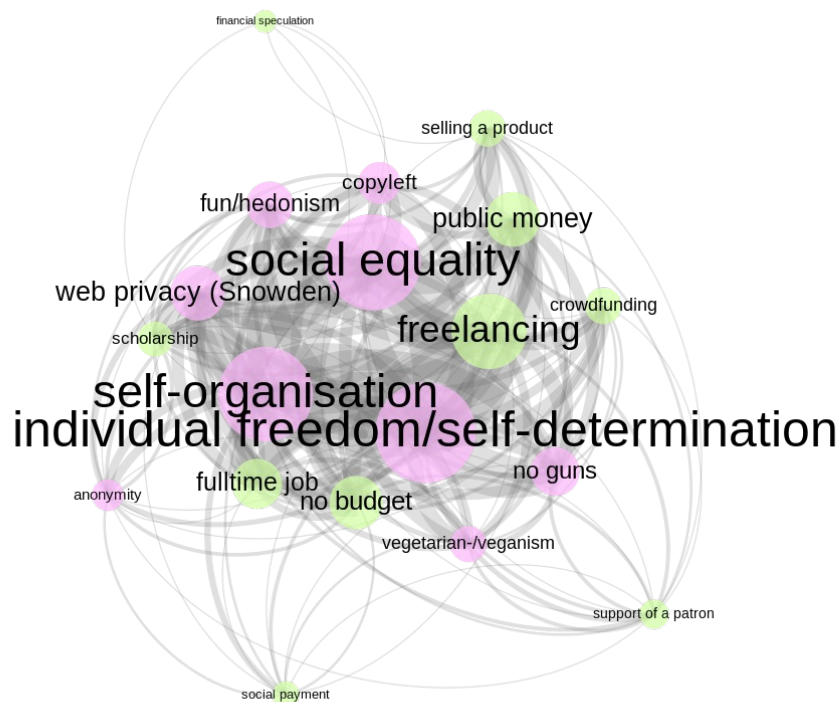 financial speculation
selling a product
copyleft
fun/hedonism
public money
social equality
web privacy (Snowden)
crowdfunding
freelancing
scholarship
self-organisation
individual freedom/self-determination
no guns
fulltime job
anonymity
no budget
vegetarian-/veganism
support of a patron
social payment